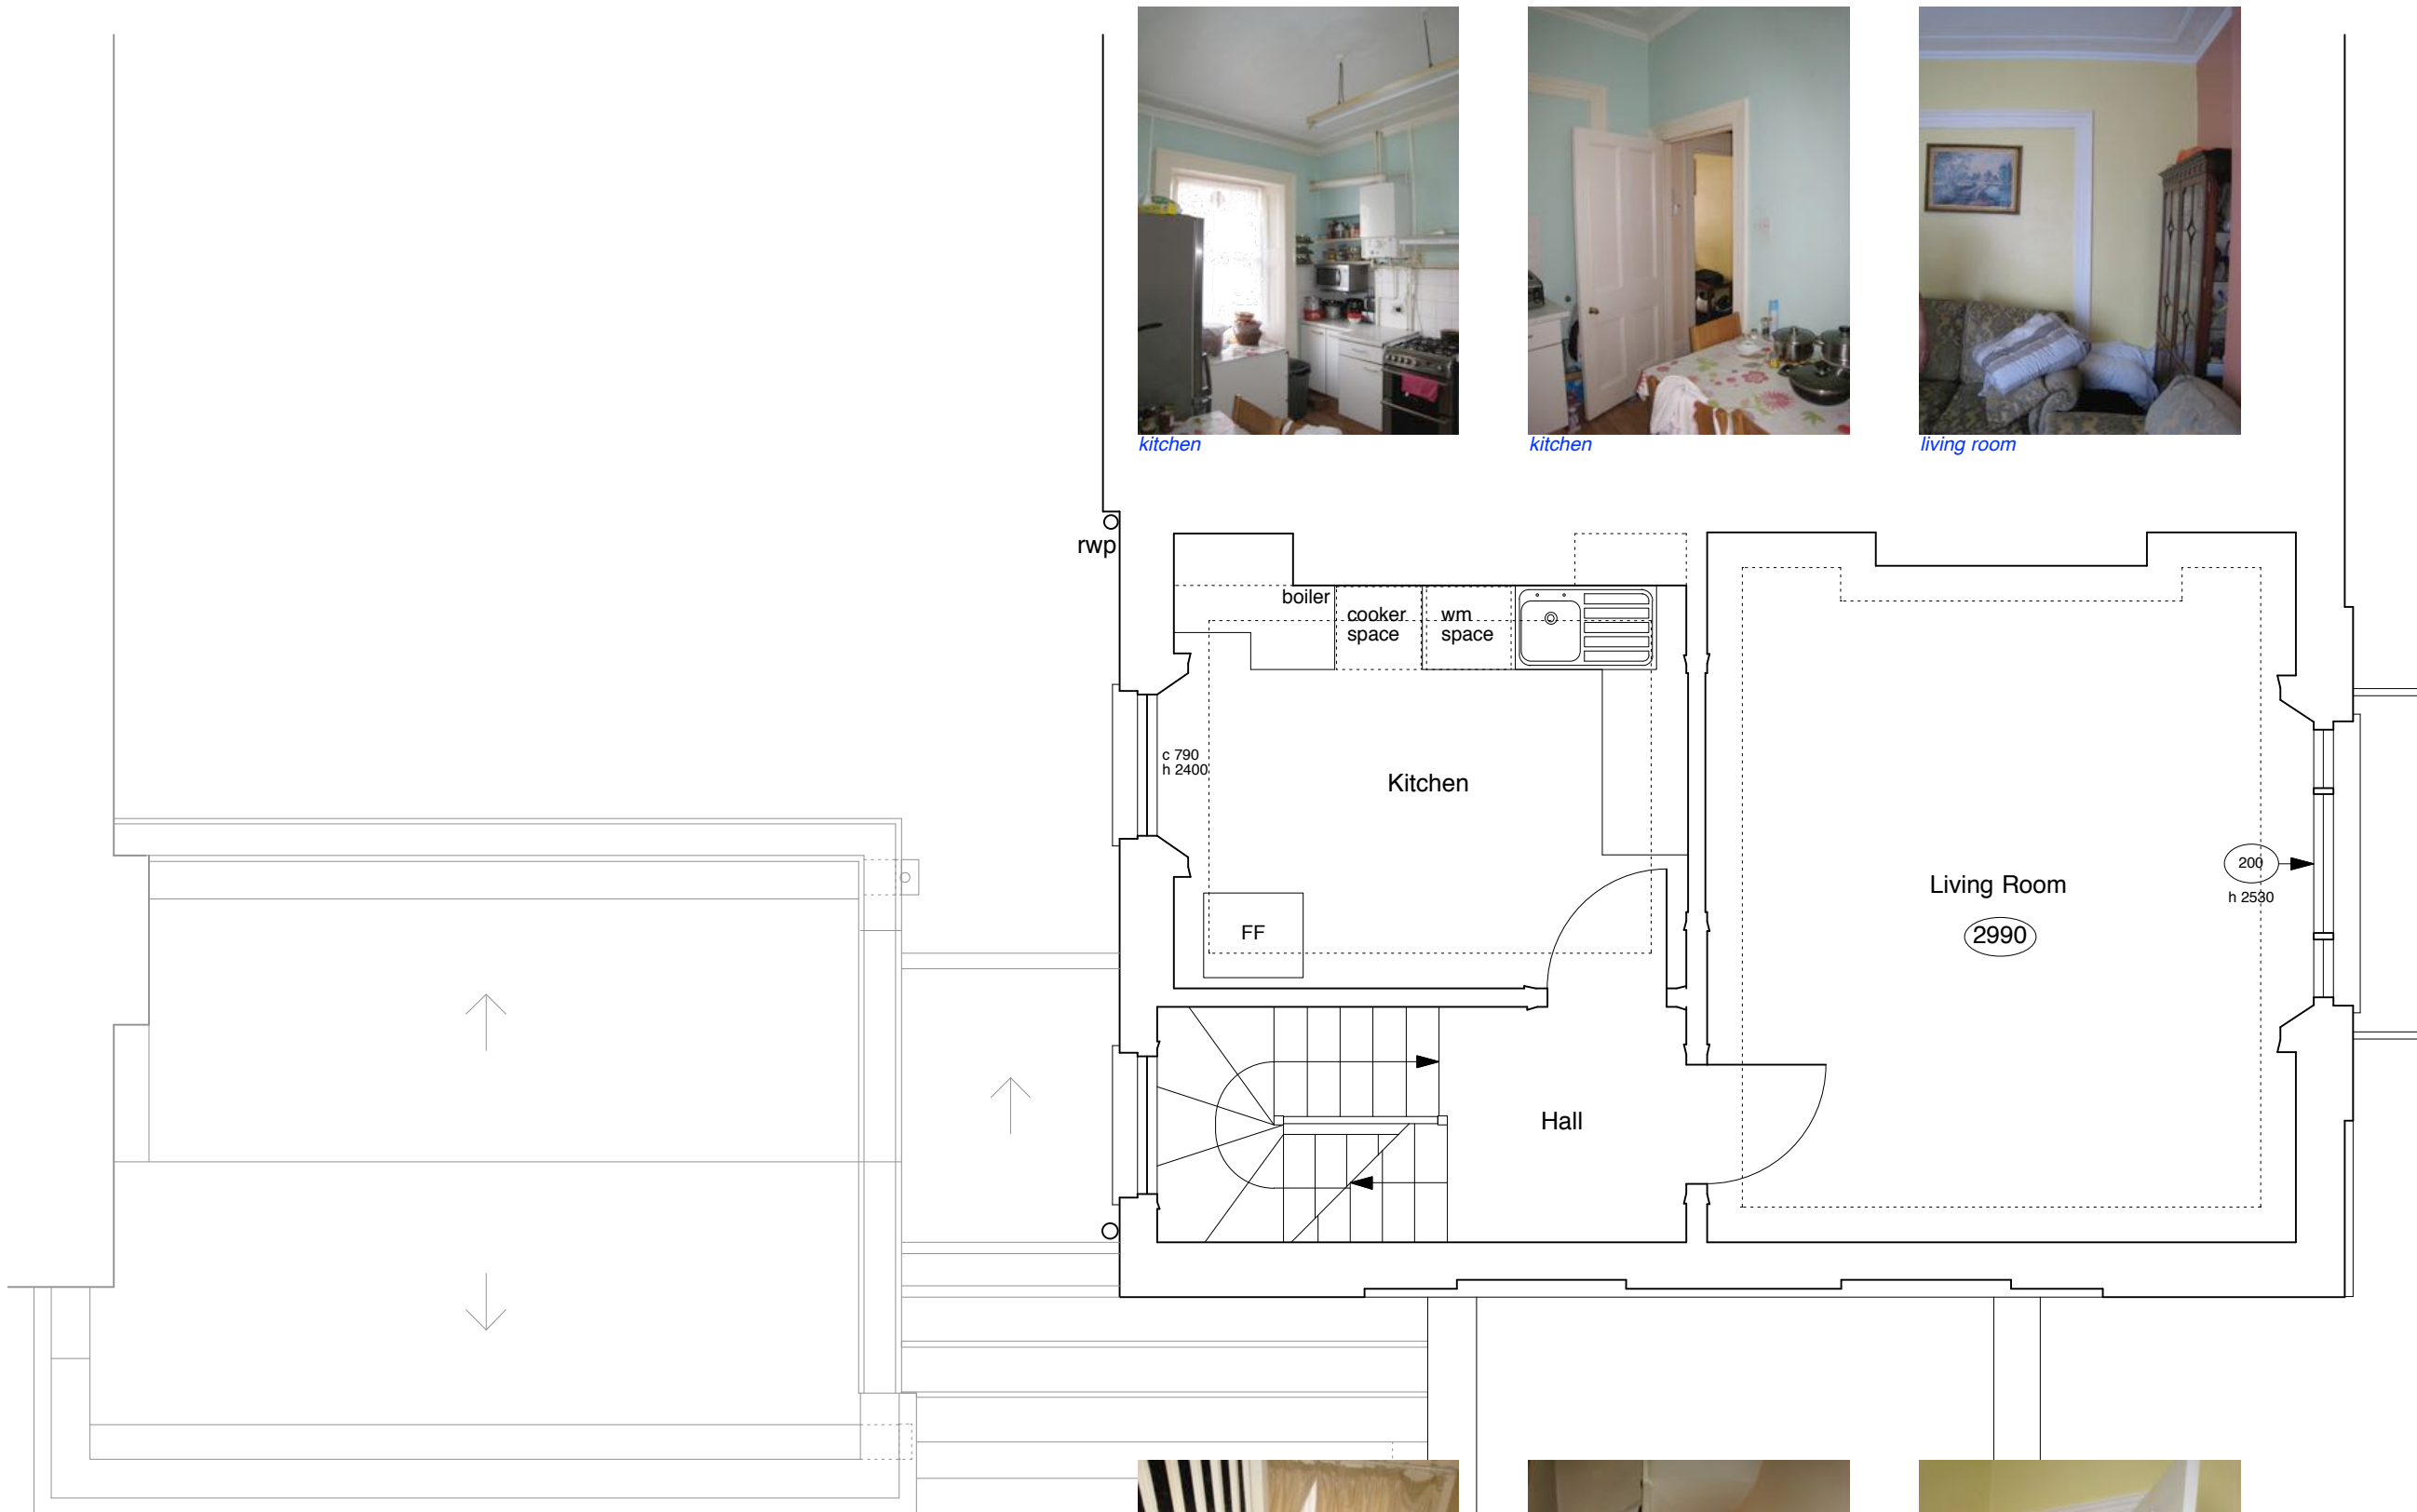 kitchen
kitchen
living room
rwp
boiler
cooker
space
wm
space
c 790
h 2400
Kitchen
FF
Living Room
2990
200
h 2530
Hall